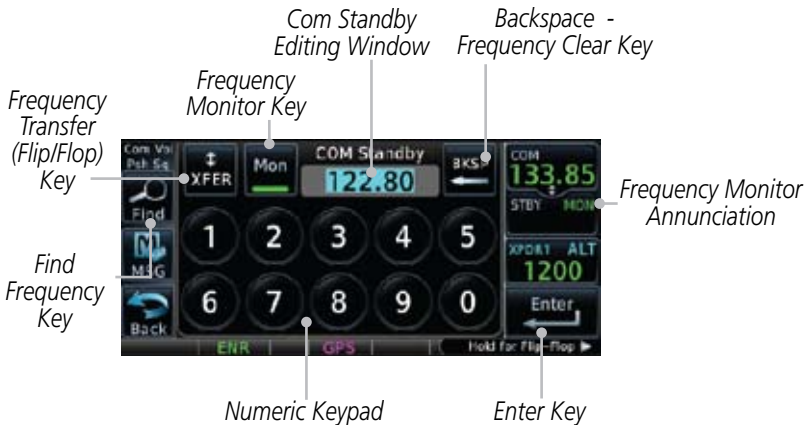 Com Standby
Editing Window
Backspace -
Frequency Clear Key
Frequency
Monitor Key
Frequency
Transfer
(Flip/Flop)
Key
Com Vol
Psh Sq
XFER
Mon
COM Standby
122.80
BKSP
COM
133.85
STBY MON
Frequency Monitor
Annunciation
Find
1 2 3 4 5
MSG
XPDR1 ALT
1200
Find
Frequency
Key
6 7 8 9 0
Enter
Back
ENR
GPS
Hold for Flip-Flop
Numeric Keypad
Enter Key